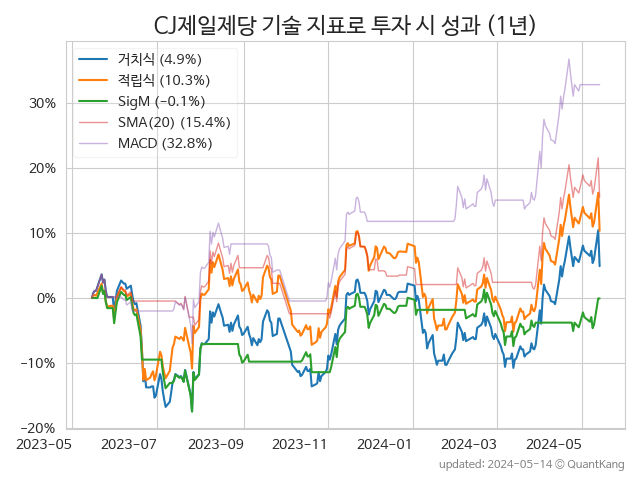 CJ제일제당 기술 지표로 투자 시 성과 (1년)
거치식 (4.9%)
적립식 (10.3%)
SigM (−0.1%)
SMA(20) (15.4%)
MACD (32.8%)
30%
20%
10%
0%
−10%
−20%
2023-05 2023-07 2023-09 2023-11 2024-01 2024-03 2024-05
updated: 2024-05-14 © QuantKang